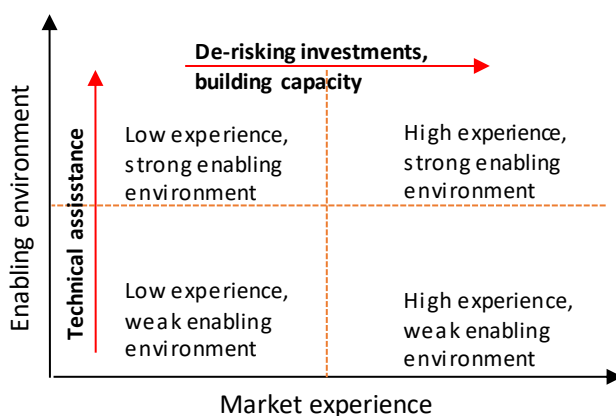 De-risking investments,
building capacity
Enabling environment
Technical assisstance
Low experience,
strong enabling
environment
High experience,
strong enabling
environment
Low experience,
weak enabling
environment
High experience,
weak enabling
environment
Market experience